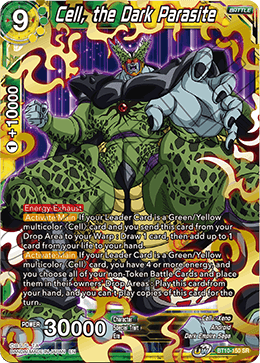 9
Cell, the Dark Parasite
BATTLE
1 +10000
Energy-Exhaust
Activate Main If your Leader Card is a Green/Yellow
multicolor ‹Cell› card and you send this card from your
Drop Area to your Warp: Draw 1 card, then add up to 1
card from your life to your hand.
Activate Main If your Leader Card is a Green/Yellow
multicolor ‹Cell› card, you have 4 or more energy, and
you choose all of your non-Token Battle Cards and place
them in their owners' Drop Areas: Play this card from
your hand, and you can't play copies of this card for the
turn.
POWER 30000
Character
Special Trait
Era
Cell : Xeno
Android
Dark Empire Saga
BT10-150 SR